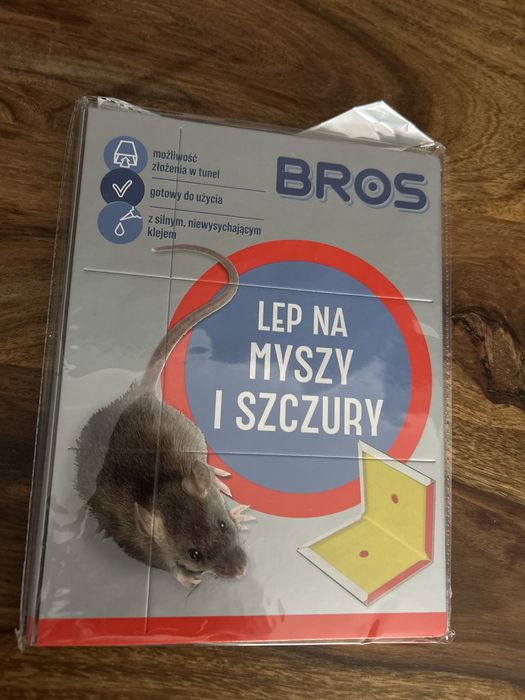 możliwość
złożenia w tunel
gotowy do użycia
z silnym, niewysychającym
klejem
BROS
LEP NA
MYSZY
I SZCZURY